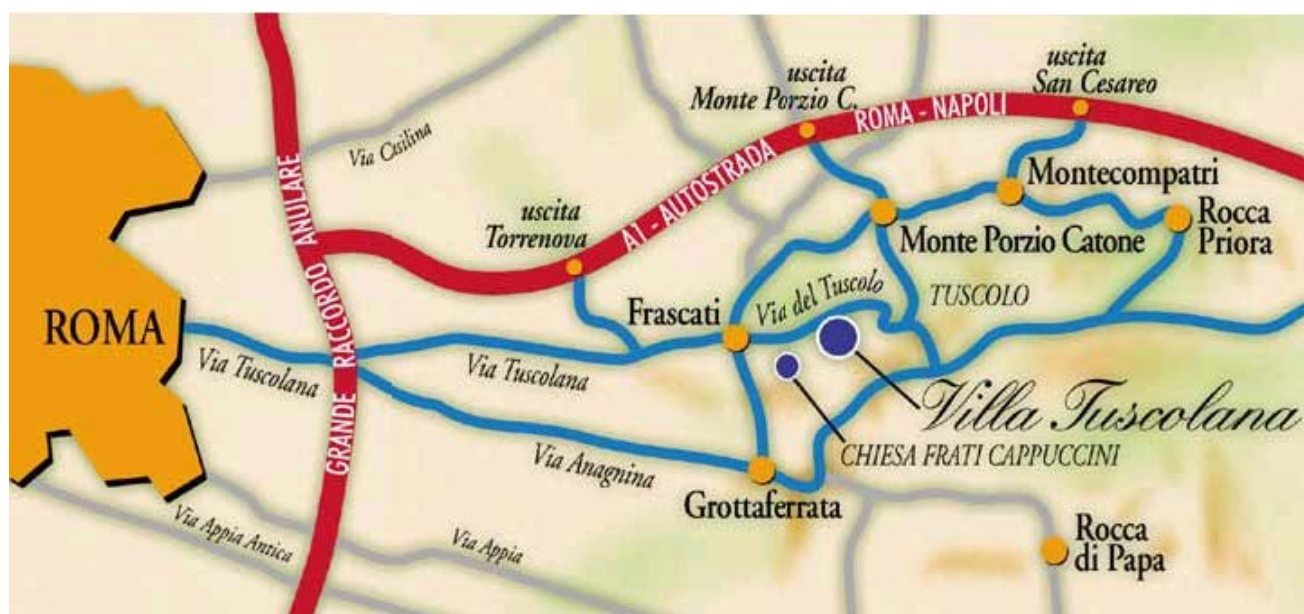 uscita
San Cesareo
uscita
Monte Porzio C.
ROMA - NAPOLI
Via Cisilina
A1 - AUTOSTRADA
Montecompatri
uscita
Torrenova
Rocca
Priora
Monte Porzio Catone
GRANDE RACCORDO ANULARE
Via del Tuscolo
TUSCOLO
Frascati
ROMA
Via Tuscolana
Via Tuscolana
Villa Tuscolana
CHIESA FRATI CAPPUCCINI
Via Anagnina
Grottaferrata
Via Appia Antica
Via Appia
Rocca
di Papa